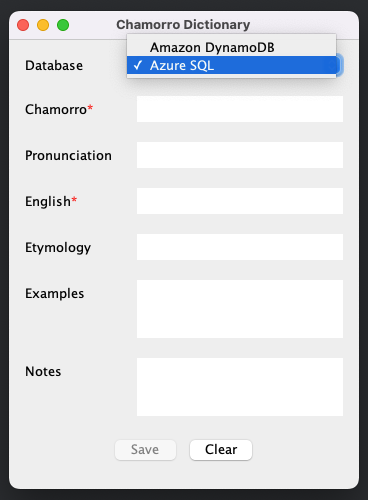 Chamorro Dictionary
Amazon DynamoDB
Database ✓ Azure SQL
Chamorro*
Pronunciation
English*
Etymology
Examples
Notes
Save Clear